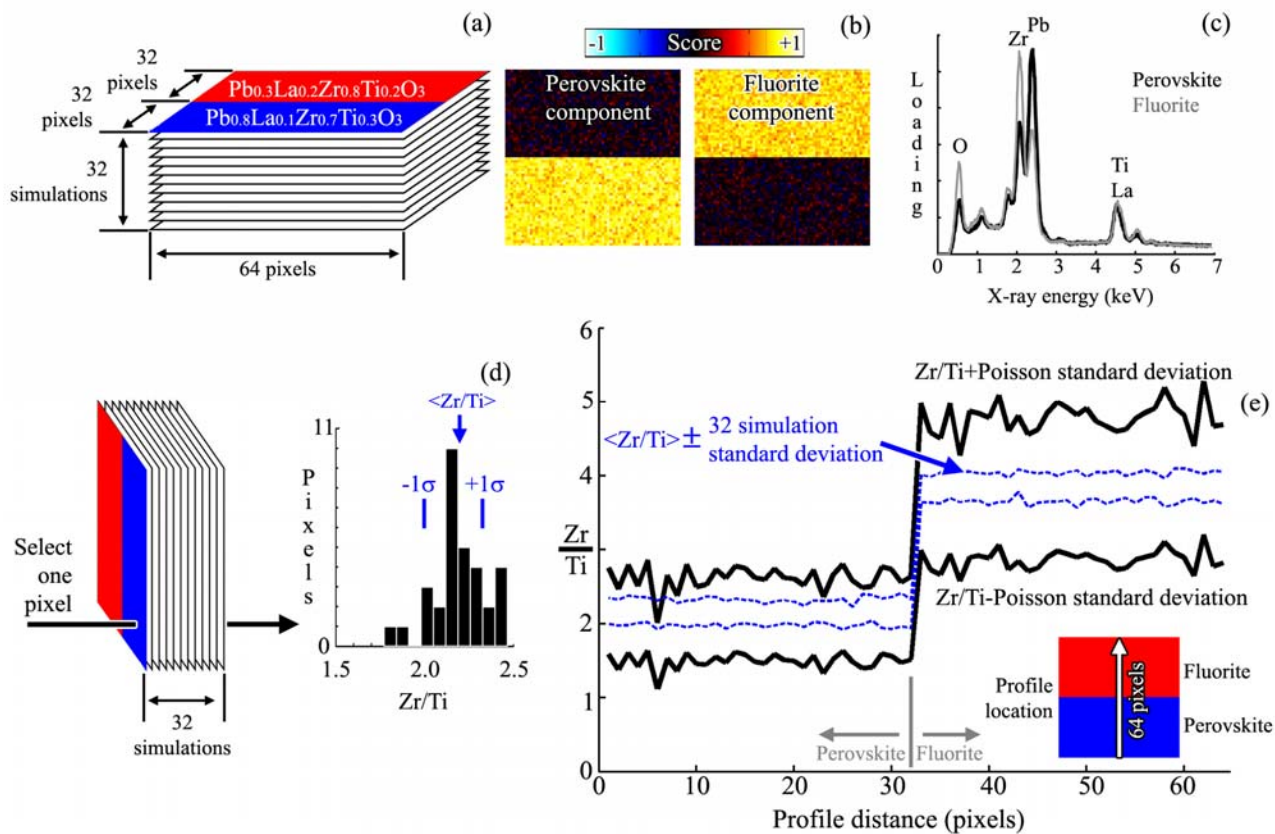 (a)
32
pixels
32
pixels
Pb0.3La0.2Zr0.8Ti0.2O3
Pb0.8La0.1Zr0.7Ti0.3O3
32
simulations
64 pixels
-1 Score +1
(b)
Perovskite
component
Fluorite
component
(c)
Zr Pb
Perovskite
Fluorite
Loading
O
Ti
La
0 1 2 3 4 5 6 7
X-ray energy (keV)
(d)
Select
one
pixel
32
simulations
<Zr/Ti>
11
Pixels
-1σ
+1σ
0
1.5 2.0 2.5
Zr/Ti
(e)
6
5
4
Zr
Ti
2
1
0
Zr/Ti+Poisson standard deviation
<Zr/Ti> ± 32 simulation
standard deviation
Zr/Ti-Poisson standard deviation
Profile
location
64 pixels
Fluorite
Perovskite
Perovskite
Fluorite
0 10 20 30 40 50 60
Profile distance (pixels)